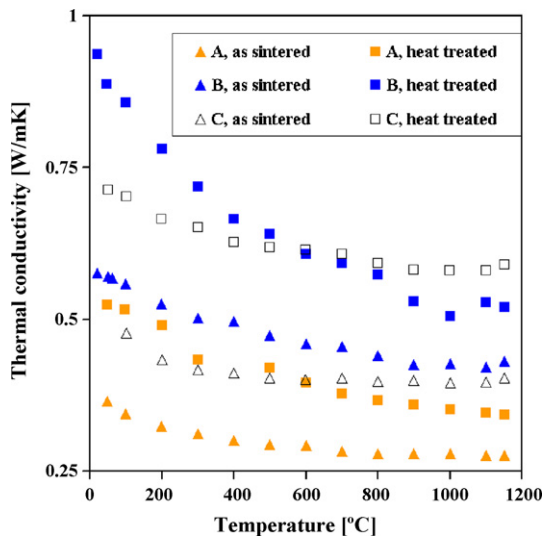 1
A, as sintered A, heat treated
B, as sintered B, heat treated
C, as sintered C, heat treated
0.75
Thermal conductivity [W/mK]
0.5
0.25
0 200 400 600 800 1000 1200
Temperature [ºC]